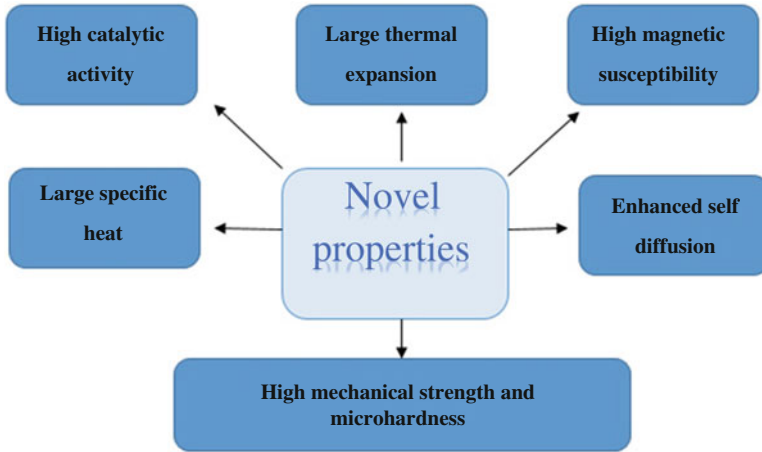 High catalytic
activity
Large thermal
expansion
High magnetic
susceptibility
Large specific
heat
Novel
properties
Enhanced self
diffusion
High mechanical strength and
microhardness